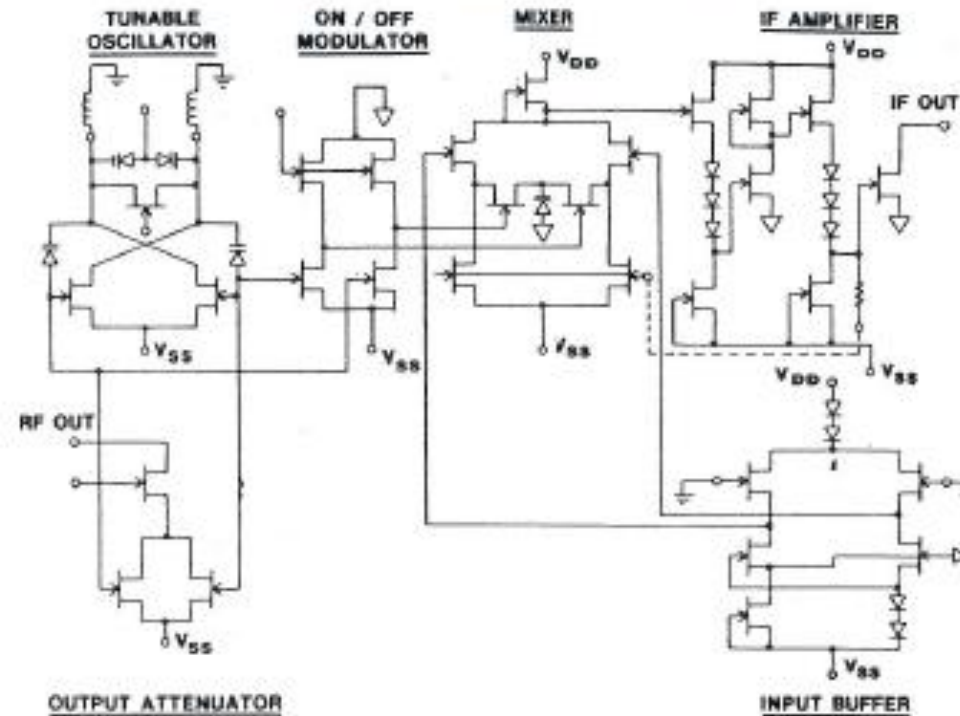 TUNABLE
OSCILLATOR
ON / OFF
MODULATOR
MIXER
IF AMPLIFIER
VDD
VDD
IF OUT
VSS
VSS
VSS
VSS
VDD
RF OUT
VSS
VSS
OUTPUT ATTENUATOR
INPUT BUFFER